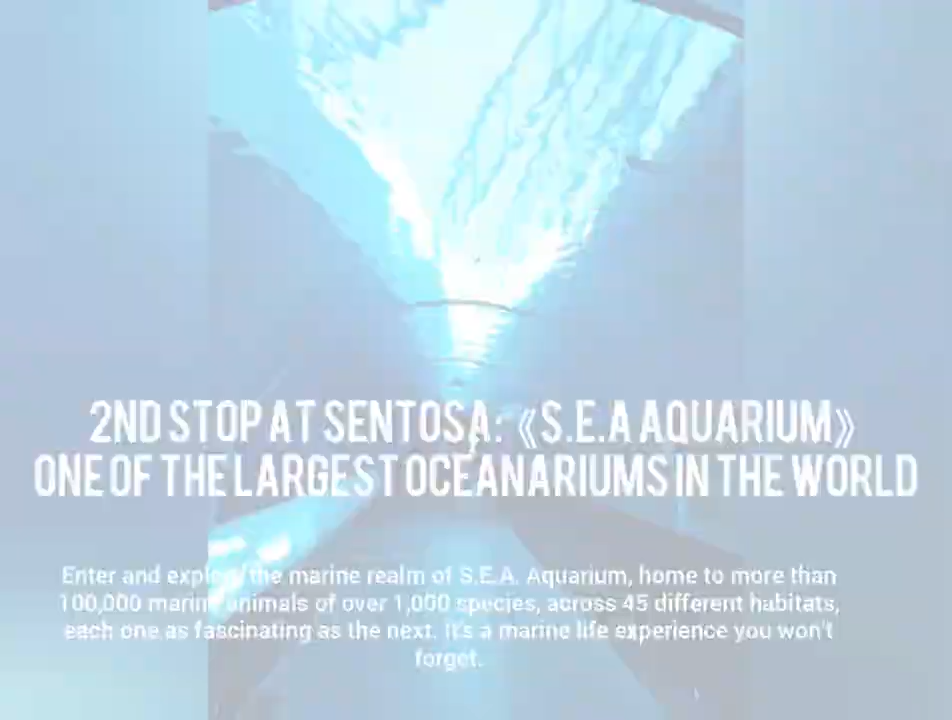 2ND STOP AT SENTOSA: 《S.E.A AQUARIUM》
ONE OF THE LARGEST OCEANARIUMS IN THE WORLD
Enter and explore the marine realm of S.E.A. Aquarium, home to more than
100,000 marine animals of over 1,000 species, across 45 different habitats,
each one as fascinating as the next. It's a marine life experience you won't
forget.